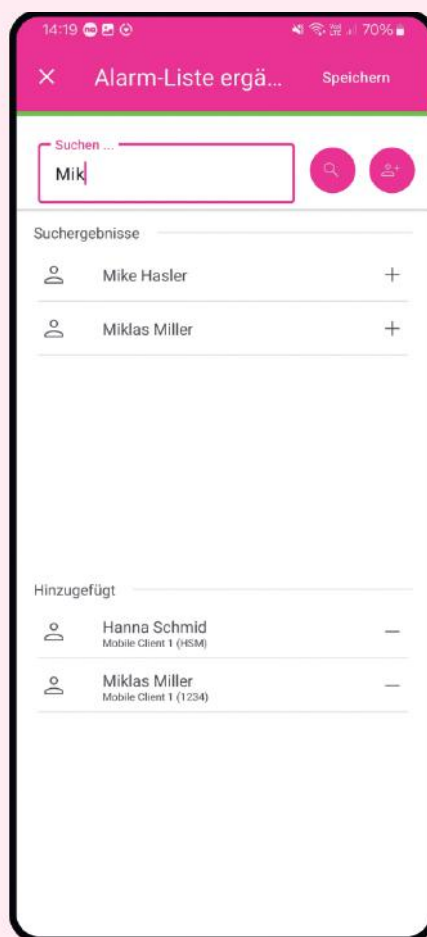 14:19 70%
Alarm-Liste ergä... Speichern
Suchen ...
Mik
Suchergebnisse
Mike Hasler
Miklas Miller
Hinzugefügt
Hanna Schmid
Mobile Client 1 (HSM)
Miklas Miller
Mobile Client 1 (1234)